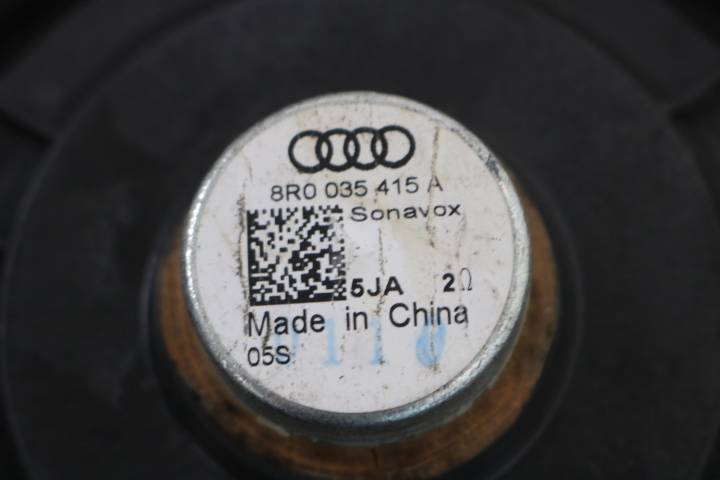 8R0 035 415 A
Sonavox
5JA 2Ω
Made in China
05S